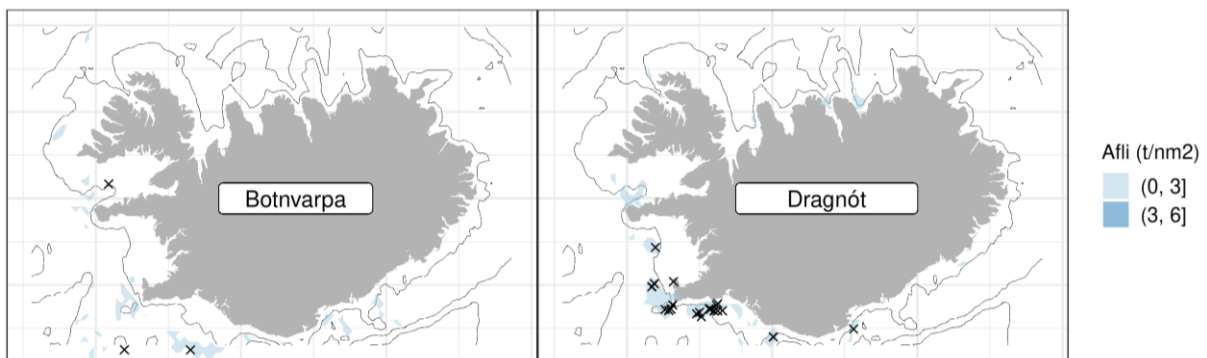 Botnvarpa
Dragnót
Afli (t/nm2)
(0, 3]
(3, 6]